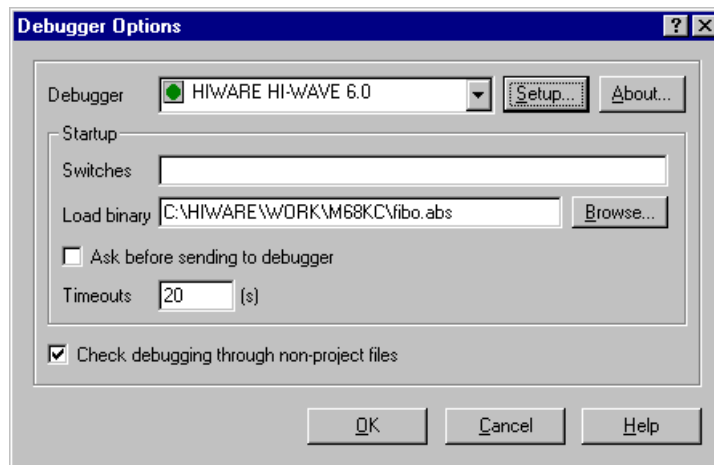 Debugger Options
Debugger HIWARE HI-WAVE 6.0 Setup... About...
Startup
Switches
Load binary C:\HIWARE\WORK\M68KC\fibo.abs Browse...
Ask before sending to debugger
Timeouts 20 (s)
Check debugging through non-project files
OK Cancel Help